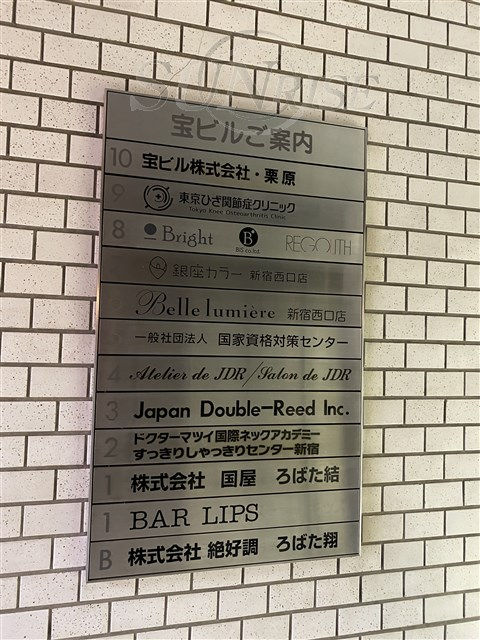 SUNRISE
宝ビルご案内
10 宝ビル株式会社・栗原
9 東京ひざ関節症クリニック
Tokyo Knee Osteoarthritis Clinic
8 Bright B BIS co.,ltd. REGOLITH
銀座カラー 新宿西口店
Belle lumière 新宿西口店
5 一般社団法人 国家資格対策センター
4 Atelier de JDR/Salon de JDR
3 Japan Double-Reed Inc.
2 ドクターマツイ国際ネックアカデミー
すっきりしゃっきりセンター新宿
1 株式会社 国屋 ろばた結
1 BAR LIPS
B 株式会社 絶好調 ろばた翔